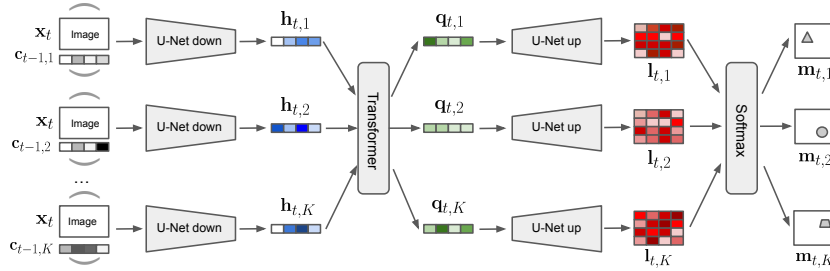 x_t Image c_{t-1,1} U-Net down h_{t,1} q_{t,1} U-Net up l_{t,1} m_{t,1}
x_t Image c_{t-1,2} U-Net down h_{t,2} Transformer q_{t,2} U-Net up l_{t,2} Softmax m_{t,2}
...
x_t Image c_{t-1,K} U-Net down h_{t,K} q_{t,K} U-Net up l_{t,K} m_{t,K}